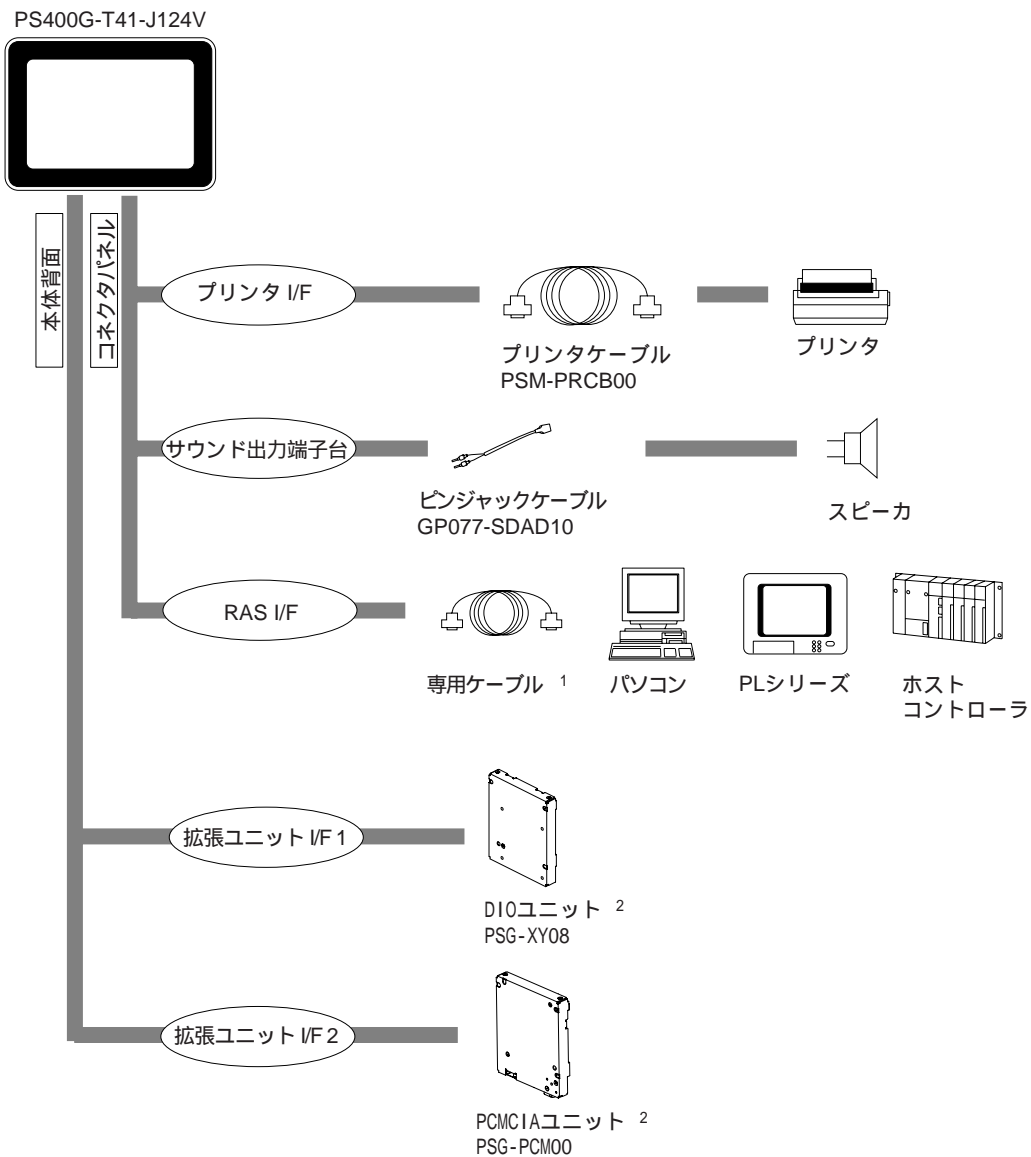 PS400G-T41-J124V
本体背面
コネクタパネル
プリンタ I/F
プリンタケーブル
PSM-PRCB00
プリンタ
サウンド出力端子台
ピンジャックケーブル
GP077-SDAD10
スピーカ
RAS I/F
専用ケーブル 1
パソコン
PLシリーズ
ホスト
コントローラ
拡張ユニット I/F 1
DIOユニット 2
PSG-XY08
拡張ユニット I/F 2
PCMCIAユニット 2
PSG-PCM00